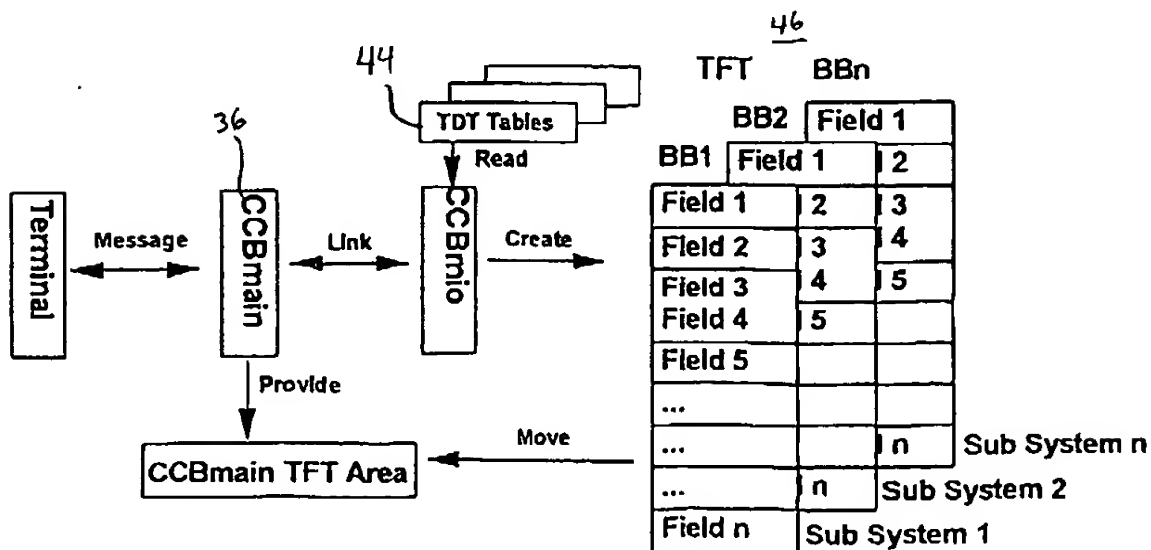 46
44
TFT BBn
36
TDT Tables
BB2 Field 1
Read
BB1 Field 1 2
Terminal
Message
CCBmain
Link
CCBmio
Create
Field 1 2 3
Field 2 3 4
Field 3 4 5
Field 4 5
Field 5
Provide
...
CCBmain TFT Area
Move
... n Sub System n
... n Sub System 2
Field n Sub System 1